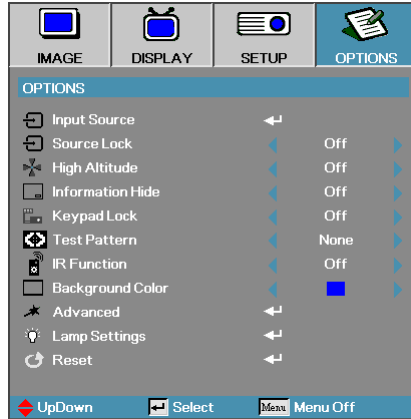 IMAGE DISPLAY SETUP OPTIONS
OPTIONS
Input Source
Source Lock Off
High Altitude Off
Information Hide Off
Keypad Lock Off
Test Pattern None
IR Function Off
Background Color
Advanced
Lamp Settings
Reset
UpDown Select Menu Menu Off